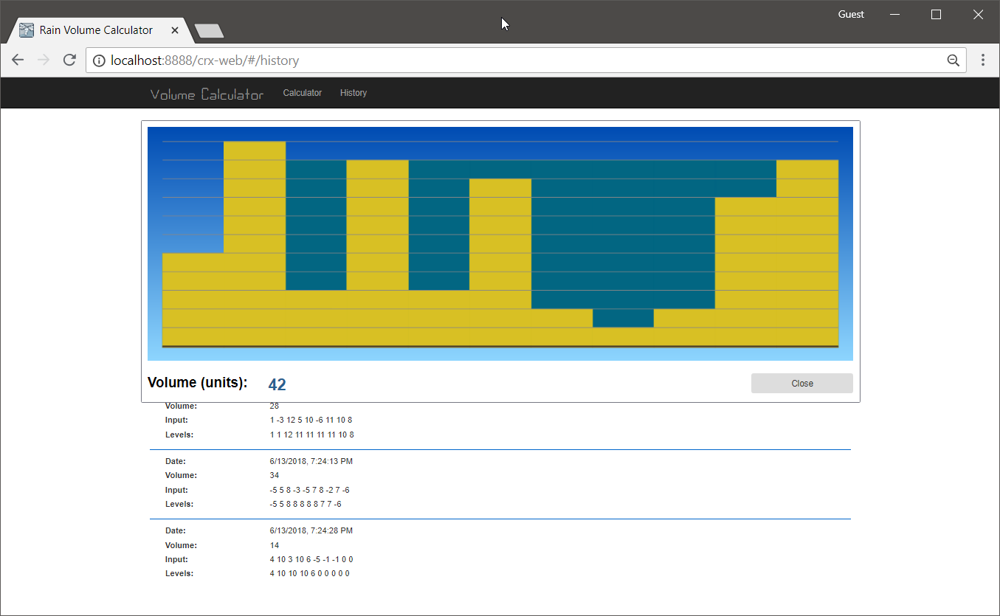 Guest
Rain Volume Calculator
localhost:8888/crx-web/#/history
Volume Calculator Calculator History
Volume (units): 42 Close
Volume: 28
Input: 1 -3 12 5 10 -6 11 10 8
Levels: 1 1 12 11 11 11 11 10 8
Date: 6/13/2018, 7:24:13 PM
Volume: 34
Input: -5 5 8 -3 -5 7 8 -2 7 -6
Levels: -5 5 8 8 8 8 8 7 7 -6
Date: 6/13/2018, 7:24:28 PM
Volume: 14
Input: 4 10 3 10 6 -5 -1 -1 0 0
Levels: 4 10 10 10 6 0 0 0 0 0